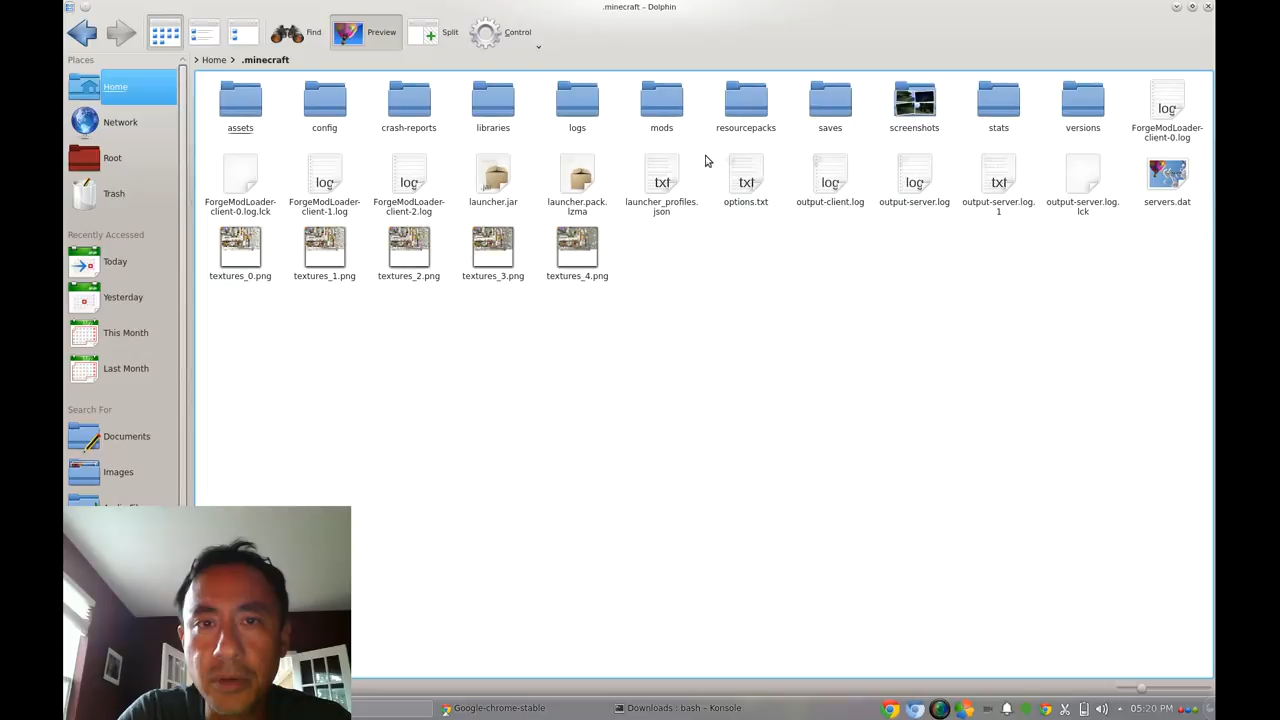 .minecraft – Dolphin
Find
Preview
Split
Control
Places
Home > .minecraft
Home
Network
Root
Trash
Recently Accessed
Today
Yesterday
This Month
Last Month
Search For
Documents
Images
assets
config
crash-reports
libraries
logs
mods
resourcepacks
saves
screenshots
stats
versions
log
ForgeModLoader-
client-0.log
ForgeModLoader-
client-0.log.lck
log
ForgeModLoader-
client-1.log
log
ForgeModLoader-
client-2.log
.jar
launcher.jar
launcher.pack.
lzma
txt
launcher_profiles.
json
txt
options.txt
log
output-client.log
log
output-server.log
txt
output-server.log.
1
output-server.log.
lck
servers.dat
textures_0.png
textures_1.png
textures_2.png
textures_3.png
textures_4.png
Google-chrome-stable
Downloads : bash – Konsole
05:20 PM